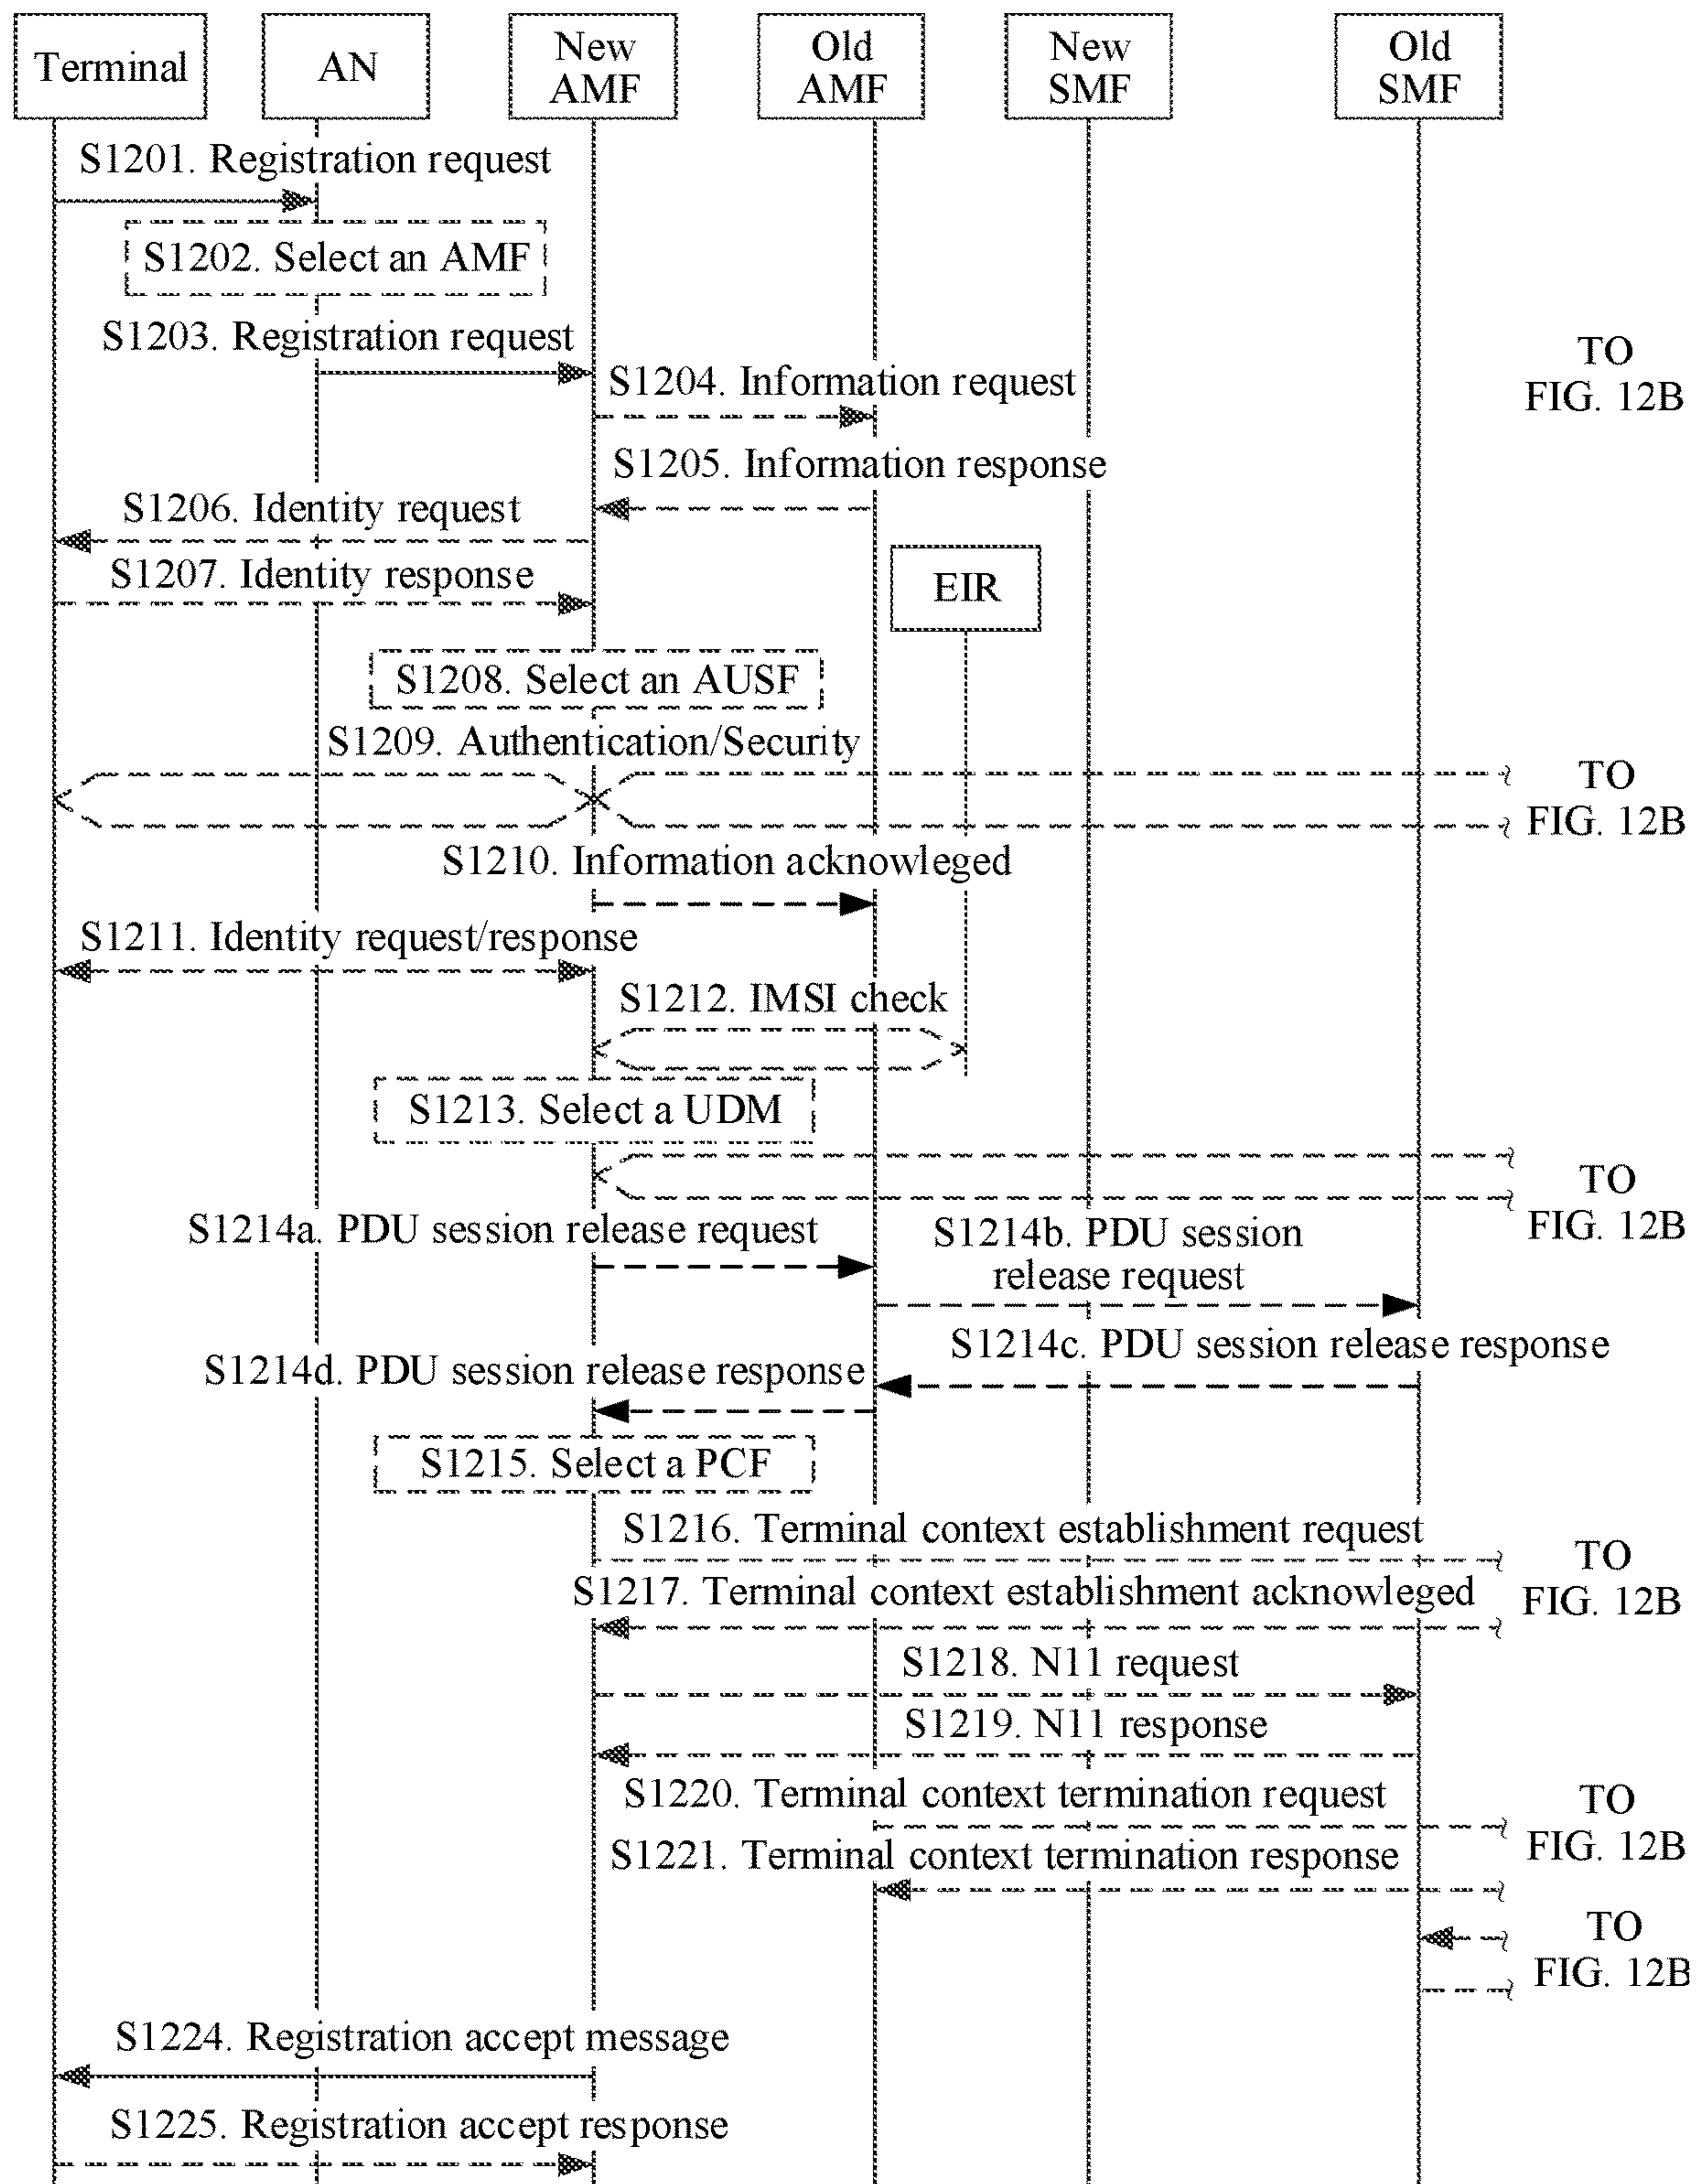 Terminal
AN
New
AMF
Old
AMF
New
SMF
Old
SMF
S1201. Registration request
S1202. Select an AMF
S1203. Registration request
TO
FIG. 12B
S1204. Information request
S1205. Information response
S1206. Identity request
S1207. Identity response
EIR
S1208. Select an AUSF
S1209. Authentication/Security
TO
FIG. 12B
S1210. Information acknowleged
S1211. Identity request/response
S1212. IMSI check
S1213. Select a UDM
TO
FIG. 12B
S1214a. PDU session release request
S1214b. PDU session
release request
S1214c. PDU session release response
S1214d. PDU session release response
S1215. Select a PCF
S1216. Terminal context establishment request
TO
FIG. 12B
S1217. Terminal context establishment acknowleged
S1218. N11 request
S1219. N11 response
S1220. Terminal context termination request
TO
FIG. 12B
S1221. Terminal context termination response
TO
FIG. 12B
S1224. Registration accept message
S1225. Registration accept response